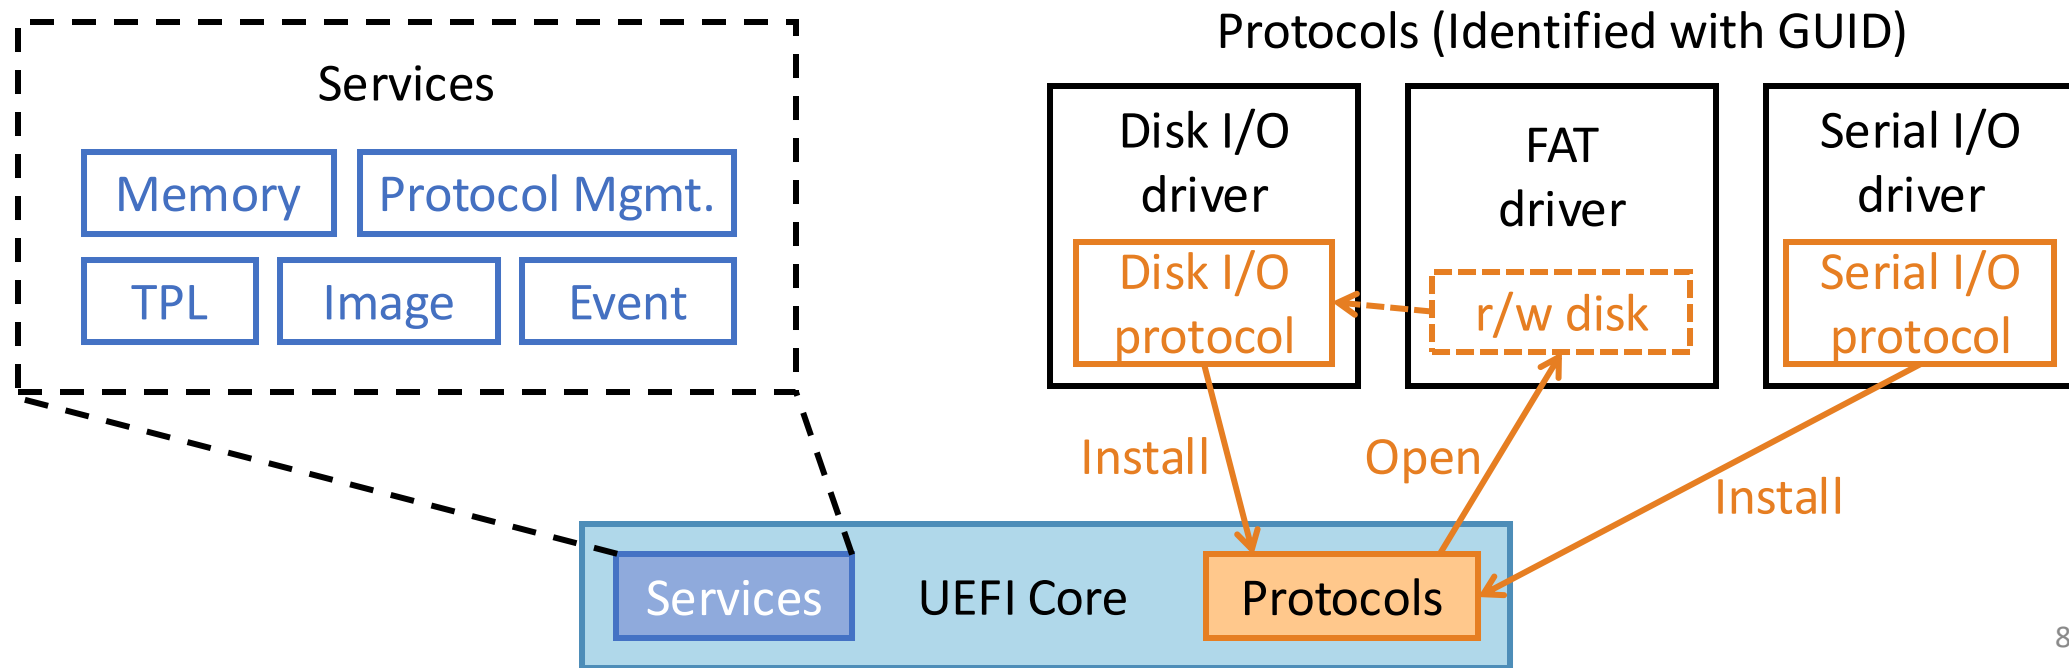 Services
Memory
Protocol Mgmt.
TPL
Image
Event
Protocols (Identified with GUID)
Disk I/O
driver
Disk I/O
protocol
FAT
driver
r/w disk
Serial I/O
driver
Serial I/O
protocol
Install
Open
Install
Services
UEFI Core
Protocols
8